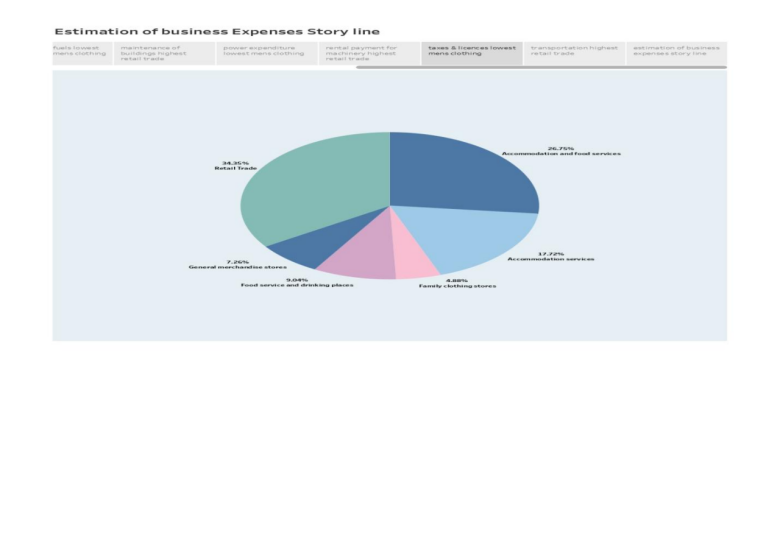 Estimation of business Expenses Story line
fuels lowest
mens clothing
maintenance of
buildings highest
retail trade
power expenditure
lowest mens clothing
rental payment for
machinery highest
retail trade
taxes & licences lowest
mens clothing
transportation highest
retail trade
estimation of business
expenses story line
26.75%
Accommodation and food services
34.35%
Retail Trade
17.72%
Accommodation services
7.26%
General merchandise stores
9.04%
Food service and drinking places
4.88%
Family clothing stores